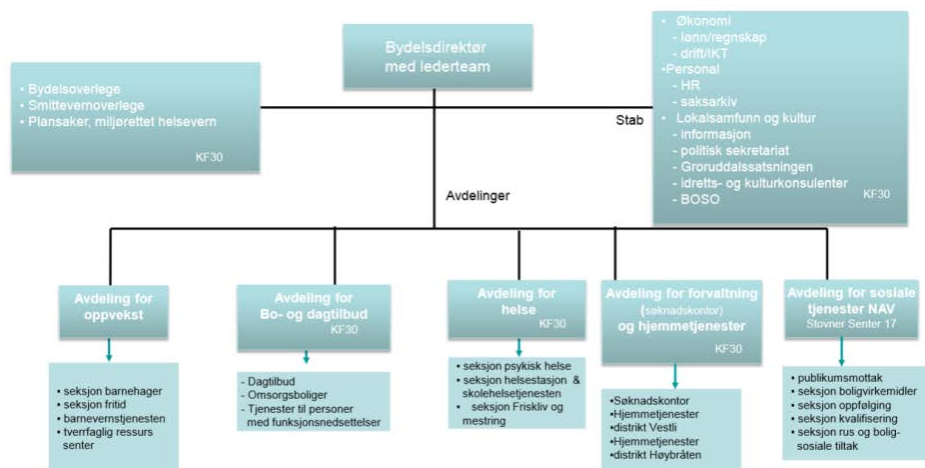 Bydelsdirektør
med lederteam
• Bydelsoverlege
• Smittevernoverlege
• Plansaker, miljørettet helsevern
KF30
Stab
• Økonomi
- lønn/regnskap
- drift/IKT
•Personal
- HR
- saksarkiv
• Lokalsamfunn og kultur
- informasjon
- politisk sekretariat
- Groruddalssatsningen
- idretts- og kulturkonsulenter
- BOSO
KF30
Avdelinger
Avdeling for
oppvekst
• seksjon barnehager
• seksjon fritid
• barnevernstjenesten
• tverrfaglig ressurs
senter
Avdeling for
Bo- og dagtilbud
KF30
- Dagtilbud
- Omsorgsboliger
- Tjenester til personer
med funksjonsnedsettelser
Avdeling for
helse
KF30
• seksjon psykisk helse
• seksjon helsestasjon &
skolehelsetjenesten
• seksjon Friskliv og
mestring
Avdeling for forvaltning
(søknadskontor)
og hjemmetjenester
KF30
•Søknadskontor
•Hjemmetjenester
•distrikt Vestli
•Hjemmetjenester
•distrikt Høybråten
Avdeling for sosiale
tjenester NAV
Stovner Senter 17
• publikumsmottak
• seksjon boligvirkemidler
• seksjon oppfølging
• seksjon kvalifisering
• seksjon rus og bolig-
sosiale tiltak